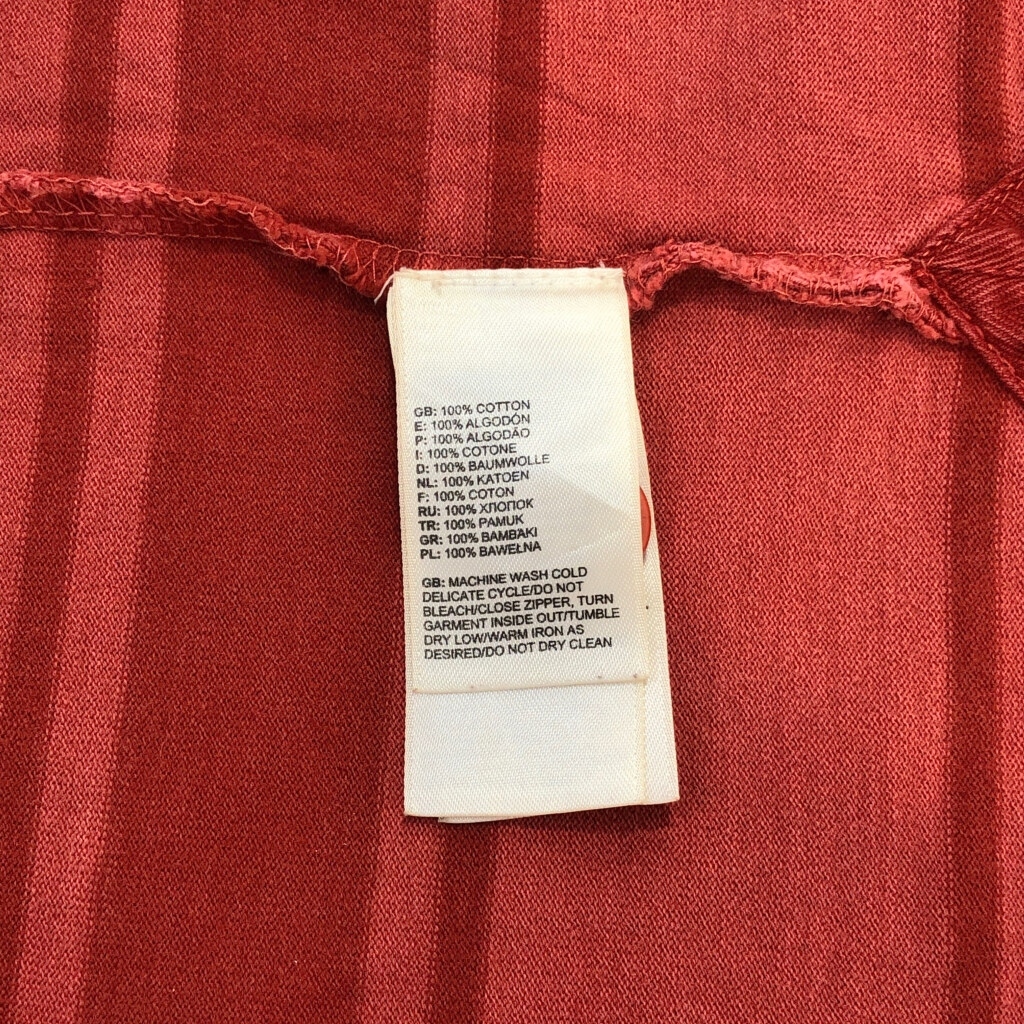 GB: 100% COTTON
E: 100% ALGODÓN
P: 100% ALGODÃO
I: 100% COTONE
D: 100% BAUMWOLLE
NL: 100% KATOEN
F: 100% COTON
RU: 100% ХЛОПОК
TR: 100% PAMUK
GR: 100% ΒΑΜΒΑΚΙ
PL: 100% BAWEŁNA
GB: MACHINE WASH COLD
DELICATE CYCLE/DO NOT
BLEACH/CLOSE ZIPPER, TURN
GARMENT INSIDE OUT/TUMBLE
DRY LOW/WARM IRON AS
DESIRED/DO NOT DRY CLEAN